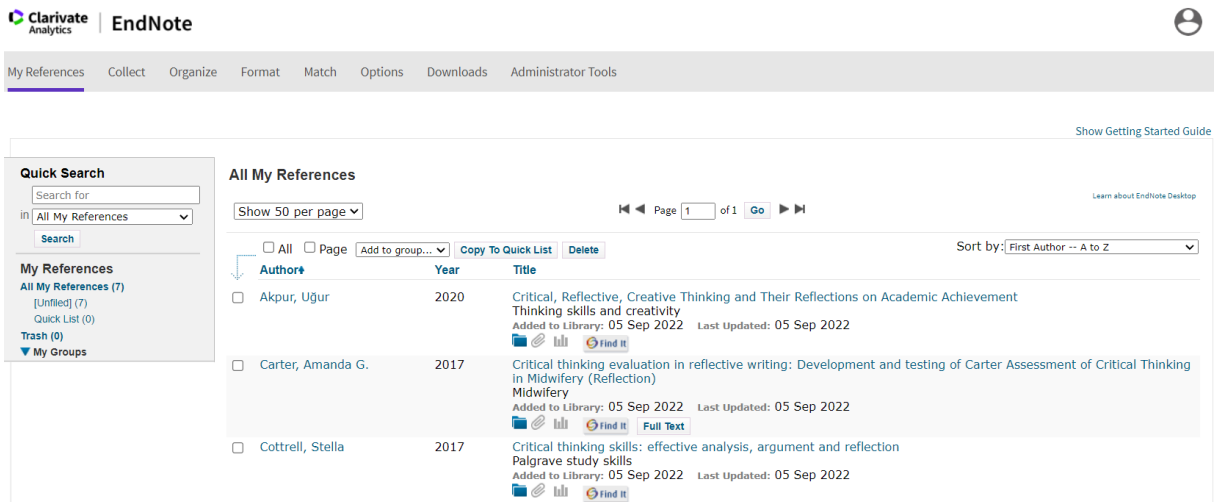 Clarivate Analytics | EndNote
My References Collect Organize Format Match Options Downloads Administrator Tools
Show Getting Started Guide
Quick Search
Search for
in All My References
Search
My References
All My References (7)
[Unfiled] (7)
Quick List (0)
Trash (0)
▼ My Groups
All My References
Learn about EndNote Desktop
Show 50 per page
Page 1 of 1 Go
All Page Add to group... Copy To Quick List Delete
Sort by: First Author -- A to Z
Author Year Title
Akpur, Uğur 2020 Critical, Reflective, Creative Thinking and Their Reflections on Academic Achievement
Thinking skills and creativity
Added to Library: 05 Sep 2022 Last Updated: 05 Sep 2022
Find It
Carter, Amanda G. 2017 Critical thinking evaluation in reflective writing: Development and testing of Carter Assessment of Critical Thinking
in Midwifery (Reflection)
Midwifery
Added to Library: 05 Sep 2022 Last Updated: 05 Sep 2022
Find It Full Text
Cottrell, Stella 2017 Critical thinking skills: effective analysis, argument and reflection
Palgrave study skills
Added to Library: 05 Sep 2022 Last Updated: 05 Sep 2022
Find It